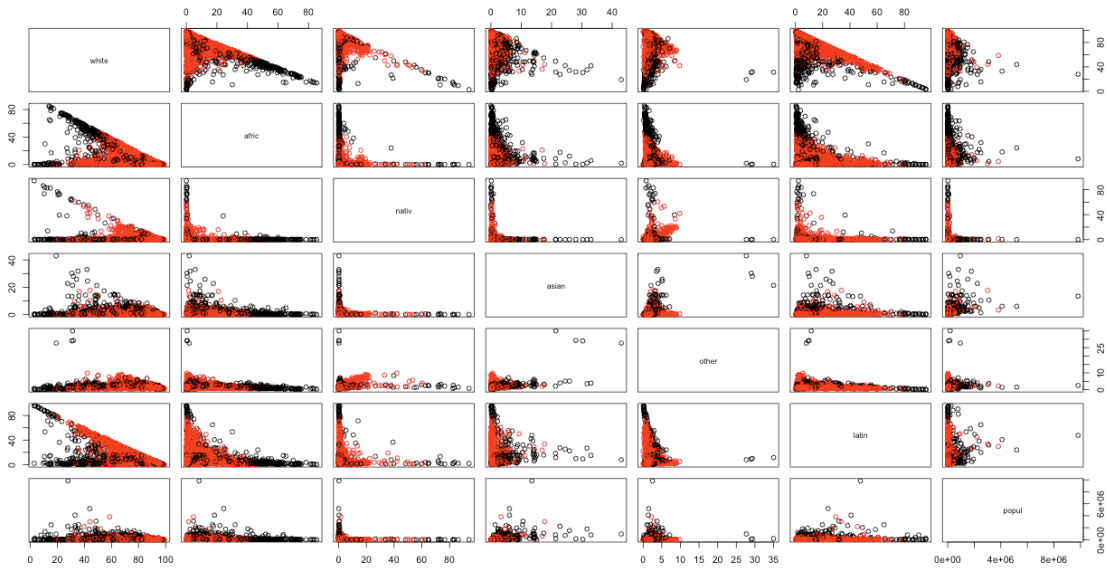 0 20 40 60 80 0 10 20 30 40 0 20 40 60 80
white 0 40 80
0 40 80 afric
nativ 0 40 80
0 20 40 asian
other 0 10 25
0 40 80 latin
popul 0e+00 6e+06
0 20 40 60 80 100 0 20 40 60 80 0 5 10 15 20 25 30 35 0e+00 4e+06 8e+06